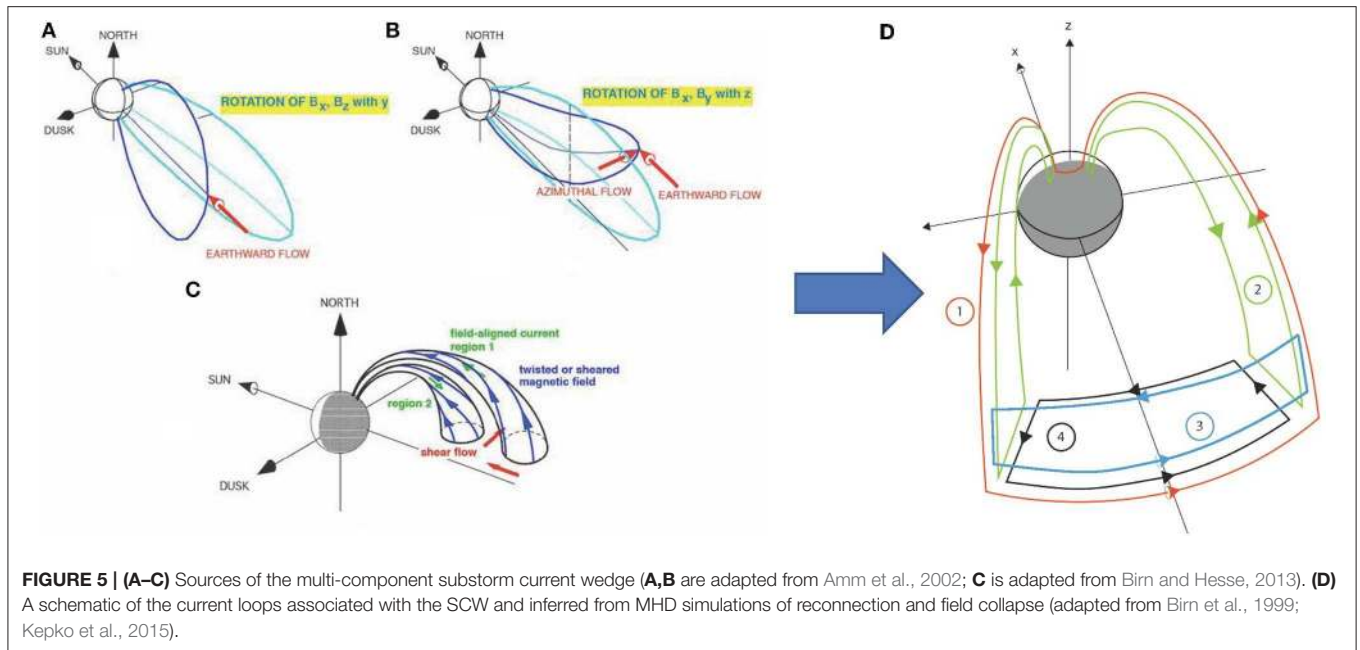 A
NORTH
SUN
DUSK
ROTATION OF Bx, Bz with y
EARTHWARD FLOW
B
NORTH
SUN
DUSK
ROTATION OF Bx, By with z
AZIMUTHAL FLOW
EARTHWARD FLOW
C
NORTH
SUN
DUSK
field-aligned current
region 1
twisted or sheared
magnetic field
region 2
shear flow
D
z
x
1
2
3
4
FIGURE 5 | (A–C) Sources of the multi-component substorm current wedge (A,B are adapted from Amm et al., 2002; C is adapted from Birn and Hesse, 2013). (D)
A schematic of the current loops associated with the SCW and inferred from MHD simulations of reconnection and field collapse (adapted from Birn et al., 1999;
Kepko et al., 2015).